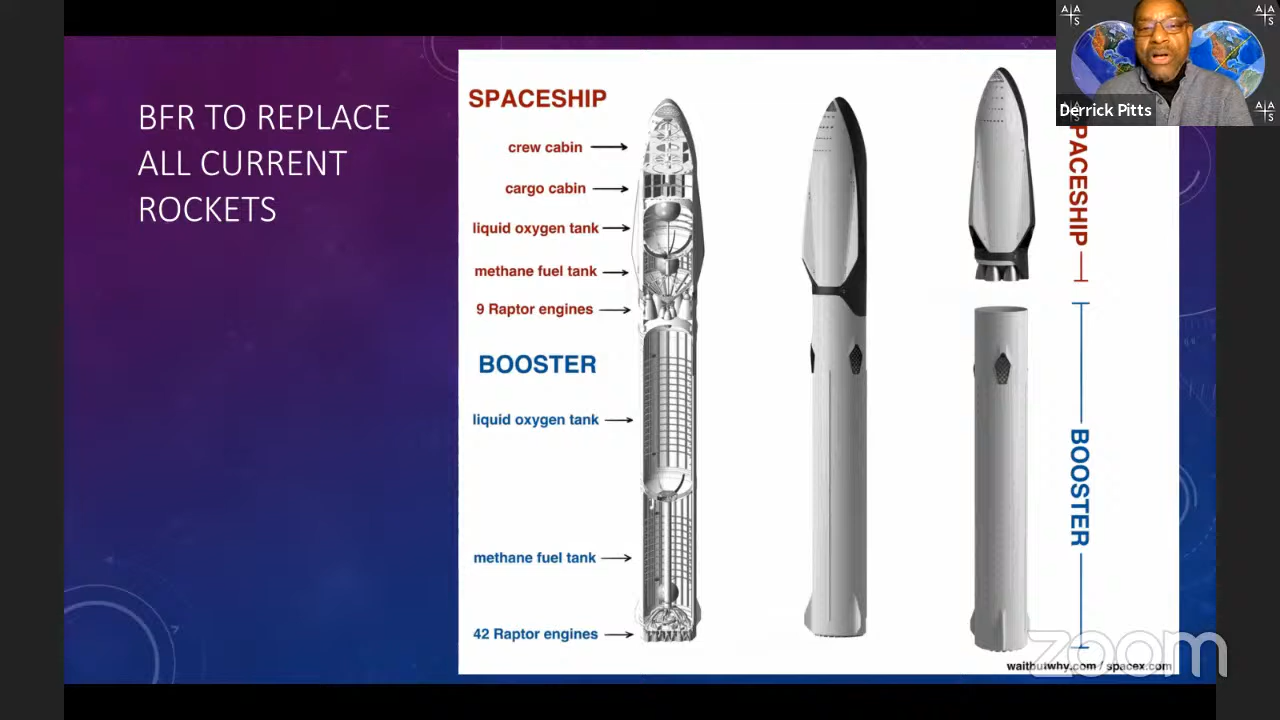 BFR TO REPLACE
ALL CURRENT
ROCKETS
SPACESHIP
crew cabin
cargo cabin
liquid oxygen tank
methane fuel tank
9 Raptor engines
BOOSTER
liquid oxygen tank
methane fuel tank
42 Raptor engines
PACESHIP
BOOSTER
waitbutwhy.com / spacex.com
zoom
A A
S
A A
S
Derrick Pitts
A A
A A